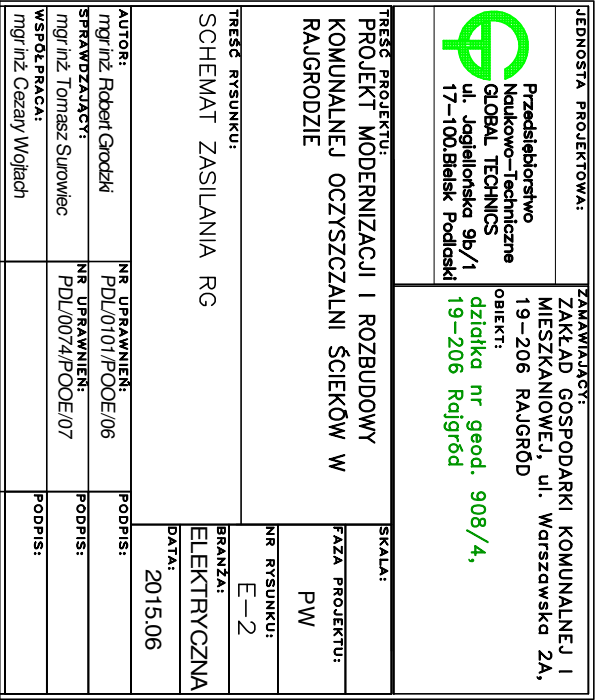 JEDNOSTA PROJEKTOWA:
Przedsiębiorstwo
Naukowo-Techniczne
GLOBAL TECHNICS
ul. Jagiellońska 9b/1
17-100.Bielsk Podlaski
ZAMAWIAJĄCY:
ZAKŁAD GOSPODARKI KOMUNALNEJ I
MIESZKANIOWEJ, ul. Warszawska 2A,
19-206 RAJGRÓD
OBIEKT:
działka nr geod. 908/4,
19-206 Rajgród
TREŚĆ PROJEKTU:
PROJEKT MODERNIZACJI I ROZBUDOWY
KOMUNALNEJ OCZYSZCZALNI ŚCIEKÓW W
RAJGRODZIE
SKALA:
FAZA PROJEKTU:
PW
TREŚĆ RYSUNKU:
SCHEMAT ZASILANIA RG
NR RYSUNKU:
E-2
BRANŻA:
ELEKTRYCZNA
DATA:
2015.06
AUTOR:
mgr inż. Robert Grodzki
NR UPRAWNIEŃ:
PDL/0101/POOE/06
PODPIS:
SPRAWDZAJĄCY:
mgr inż. Tomasz Surowiec
NR UPRAWNIEŃ:
PDL/0074/POOE/07
PODPIS:
WSPÓŁPRACA:
mgr inż. Cezary Wojtach
PODPIS: